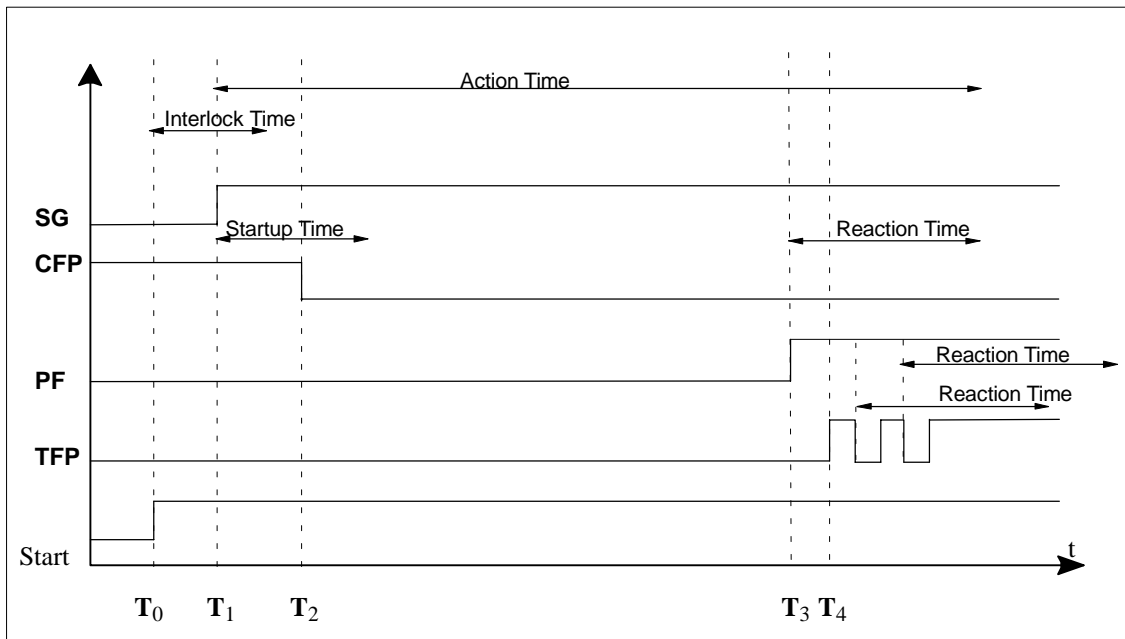 Action Time
Interlock Time
SG
Startup Time
Reaction Time
CFP
Reaction Time
PF
Reaction Time
TFP
Start
t
T0 T1 T2 T3 T4